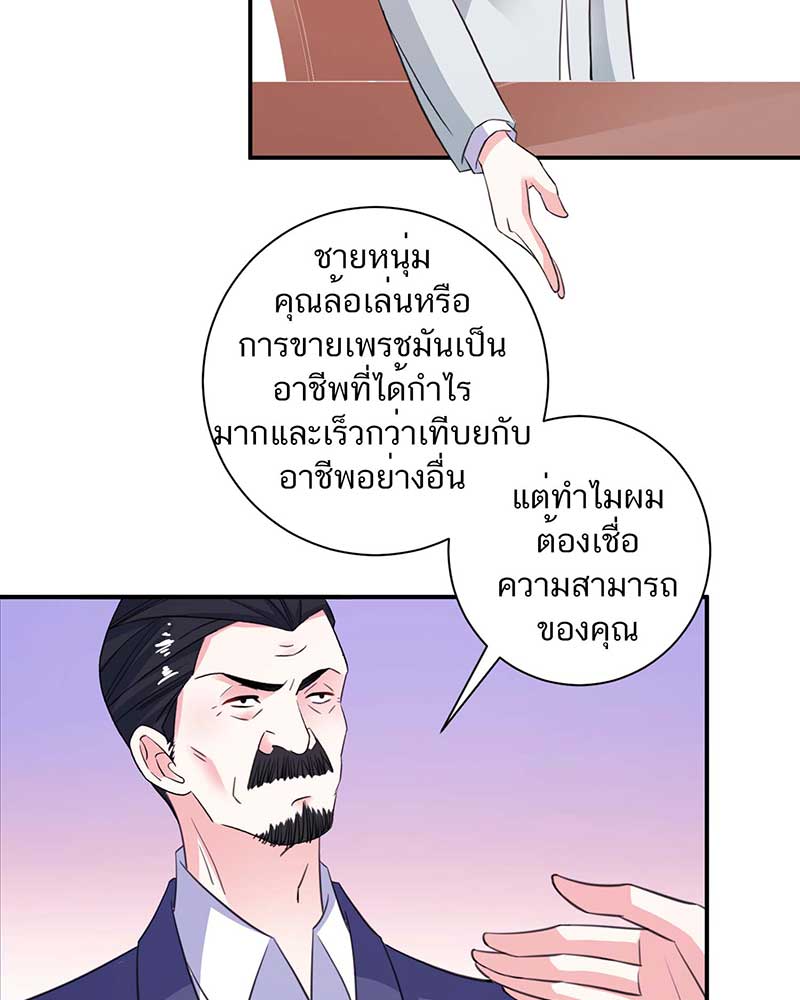 ชายหนุ่ม
คุณล้อเล่นหรือ
การขายเพรชมันเป็น
อาชีพที่ได้กำไร
มากและเร็วกว่าเทีบยกับ
อาชีพอย่างอื่น
แต่ทำไมผม
ต้องเชื่อ
ความสามารถ
ของคุณ